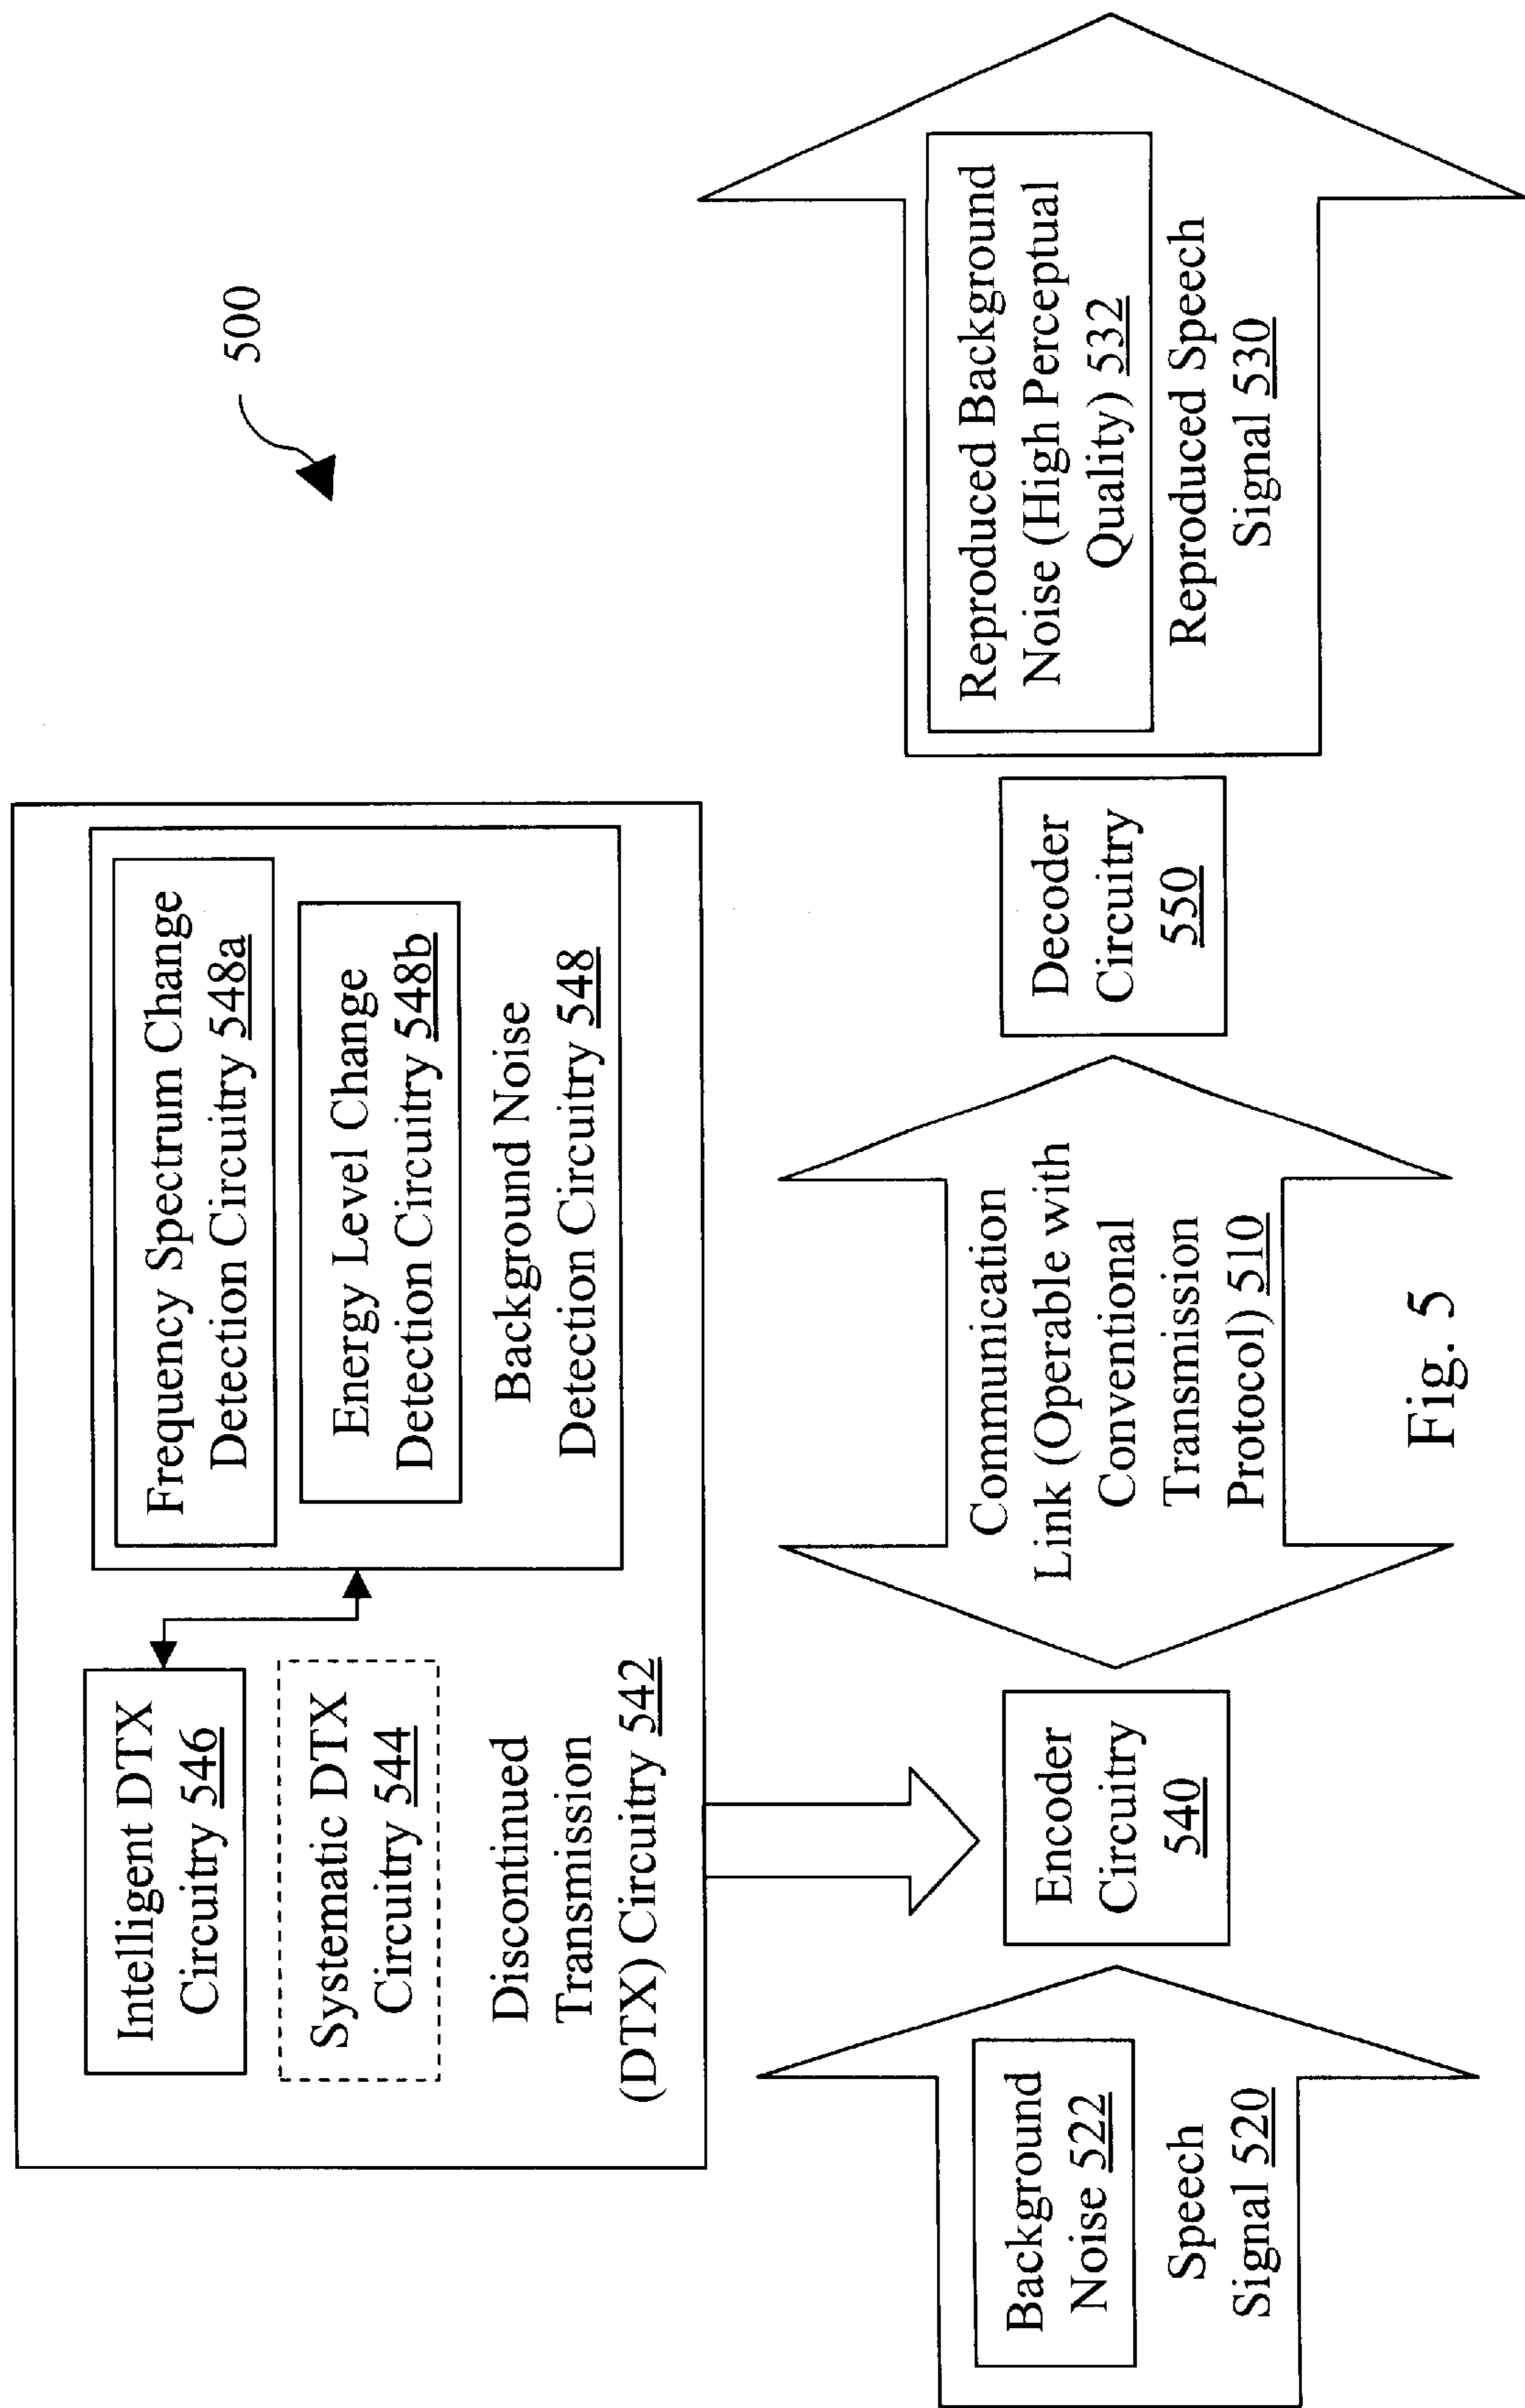 500
Intelligent DTX
Circuitry 546
Systematic DTX
Circuitry 544
Discontinued
Transmission
(DTX) Circuitry 542
Frequency Spectrum Change
Detection Circuitry 548a
Energy Level Change
Detection Circuitry 548b
Background Noise
Detection Circuitry 548
Background
Noise 522
Speech
Signal 520
Encoder
Circuitry
540
Communication
Link (Operable with
Conventional
Transmission
Protocol) 510
Decoder
Circuitry
550
Reproduced Background
Noise (High Perceptual
Quality) 532
Reproduced Speech
Signal 530
Fig. 5